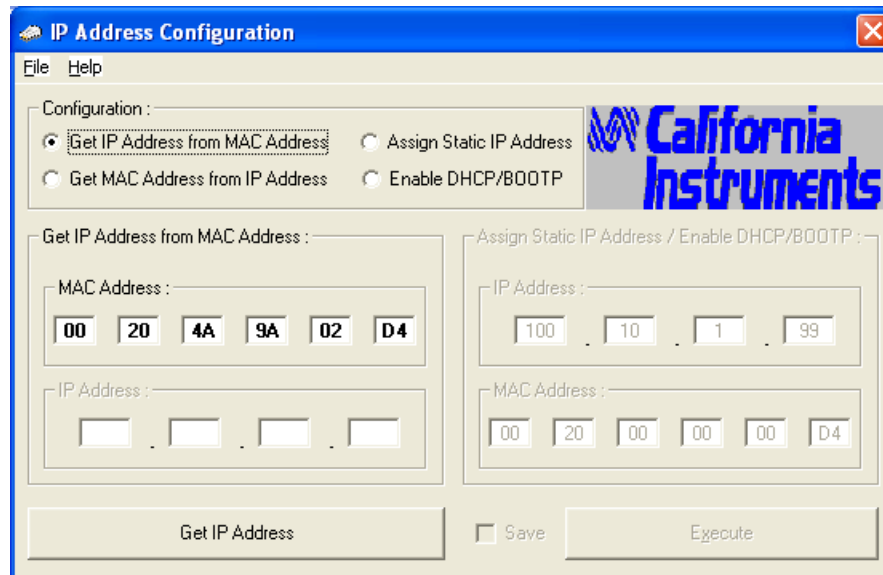 IP Address Configuration
File Help
Configuration :
Get IP Address from MAC Address
Assign Static IP Address
Get MAC Address from IP Address
Enable DHCP/BOOTP
California
Instruments
Get IP Address from MAC Address :
MAC Address :
00 20 4A 9A 02 D4
IP Address :
. . .
Get IP Address
Assign Static IP Address / Enable DHCP/BOOTP :
IP Address :
100 . 10 . 1 . 99
MAC Address :
00 20 00 00 00 D4
Save
Execute